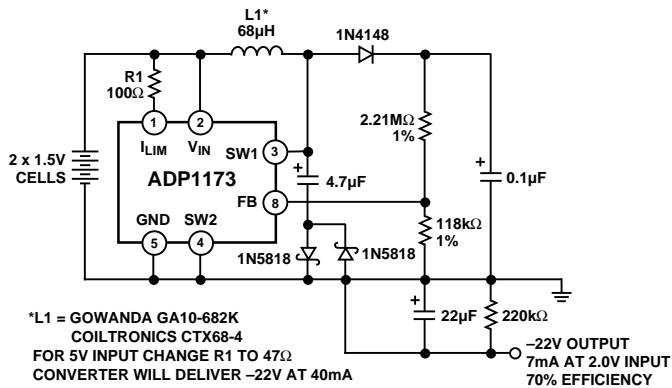 L1*
68µH
1N4148
R1
100Ω
2.21MΩ
1%
1
2
ILIM
VIN
SW1
3
+
2 x 1.5V
CELLS
ADP1173
4.7µF
+
0.1µF
FB
8
GND
SW2
118kΩ
1%
5
4
1N5818
1N5818
+
22µF
220kΩ
*L1 = GOWANDA GA10-682K
COILTRONICS CTX68-4
FOR 5V INPUT CHANGE R1 TO 47Ω
CONVERTER WILL DELIVER –22V AT 40mA
–22V OUTPUT
7mA AT 2.0V INPUT
70% EFFICIENCY